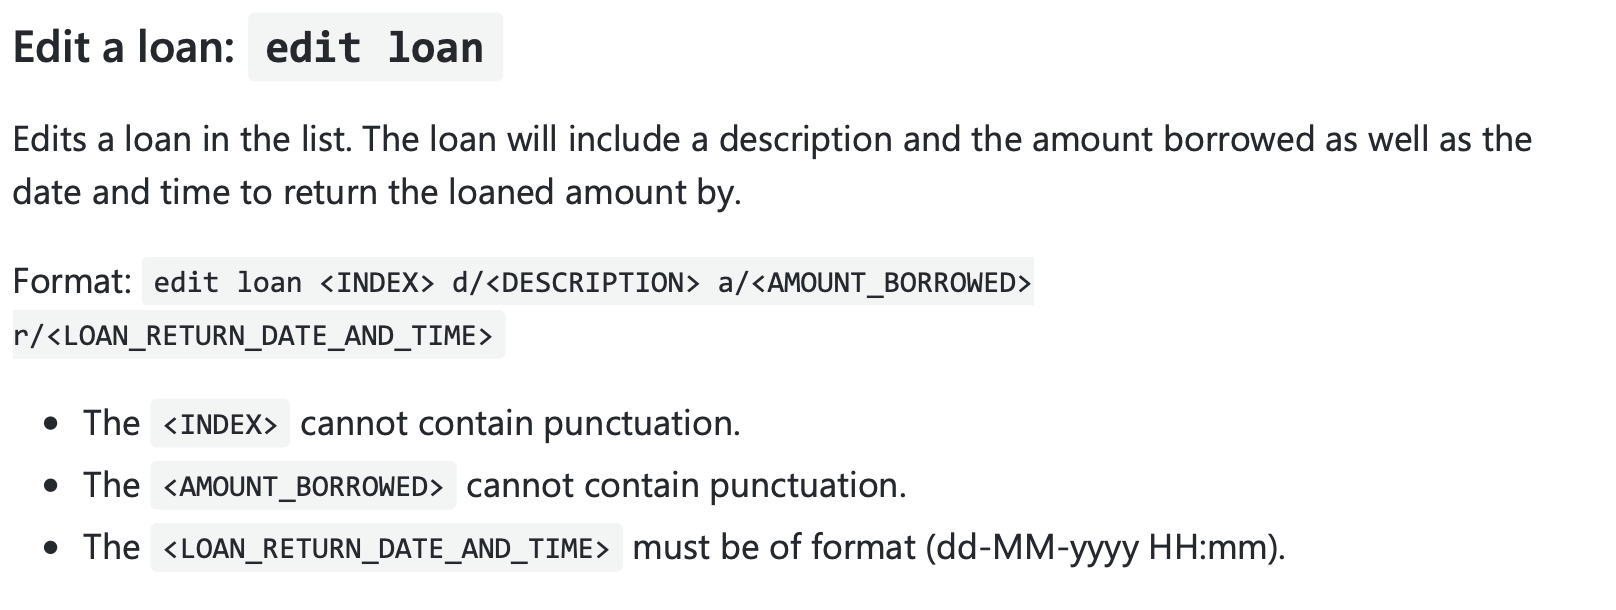 Edit a loan: edit loan
Edits a loan in the list. The loan will include a description and the amount borrowed as well as the
date and time to return the loaned amount by.
Format: edit loan <INDEX> d/<DESCRIPTION> a/<AMOUNT_BORROWED>
r/<LOAN_RETURN_DATE_AND_TIME>
• The <INDEX> cannot contain punctuation.
• The <AMOUNT_BORROWED> cannot contain punctuation.
• The <LOAN_RETURN_DATE_AND_TIME> must be of format (dd-MM-yyyy HH:mm).